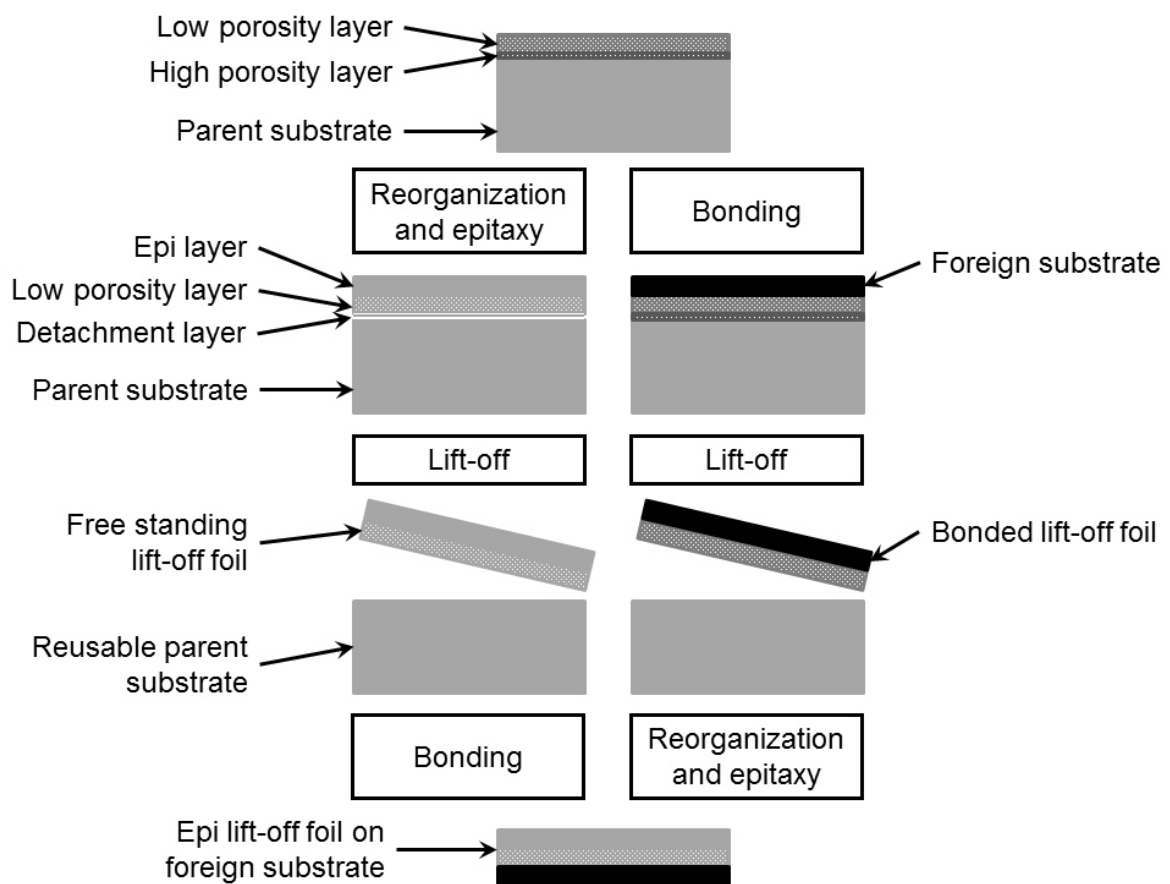 Low porosity layer
High porosity layer
Parent substrate
Reorganization
and epitaxy
Bonding
Epi layer
Low porosity layer
Detachment layer
Parent substrate
Foreign substrate
Lift-off
Lift-off
Free standing
lift-off foil
Bonded lift-off foil
Reusable parent
substrate
Bonding
Reorganization
and epitaxy
Epi lift-off foil on
foreign substrate